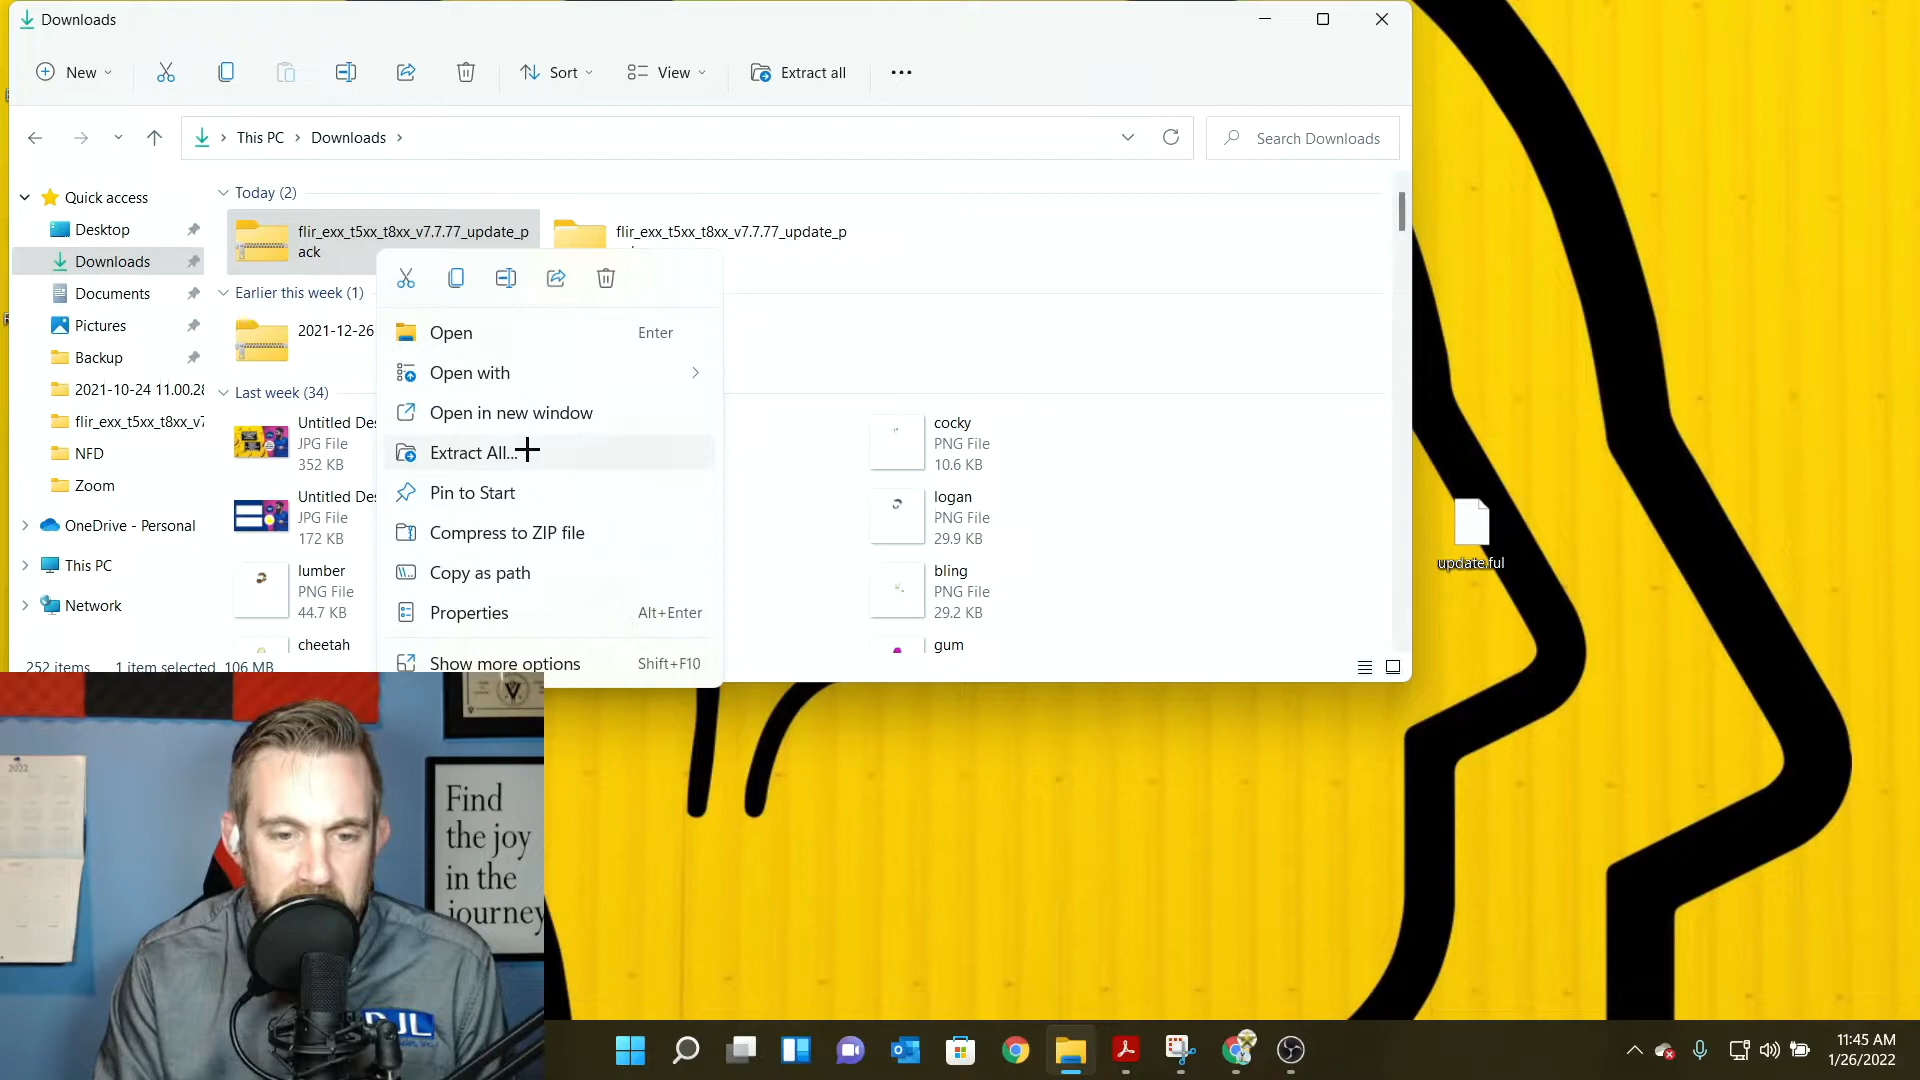 Downloads
New
Sort
View
Extract all
This PC
Downloads
Search Downloads
Quick access
Desktop
Downloads
Documents
Pictures
Backup
2021-10-24 11.00.28
flir_exx_t5xx_t8xx_v7
NFD
Zoom
OneDrive - Personal
This PC
Network
Today (2)
flir_exx_t5xx_t8xx_v7.7.77_update_p
ack
flir_exx_t5xx_t8xx_v7.7.77_update_p
Earlier this week (1)
2021-12-26
Last week (34)
Untitled Des
JPG File
352 KB
Untitled Des
JPG File
172 KB
lumber
PNG File
44.7 KB
cheetah
cocky
PNG File
10.6 KB
logan
PNG File
29.9 KB
bling
PNG File
29.2 KB
gum
Open Enter
Open with
Open in new window
Extract All...
Pin to Start
Compress to ZIP file
Copy as path
Properties Alt+Enter
Show more options Shift+F10
252 items 1 item selected 106 MB
update.ful
2022
Find
the joy
in the
journey
DJL
11:45 AM
1/26/2022